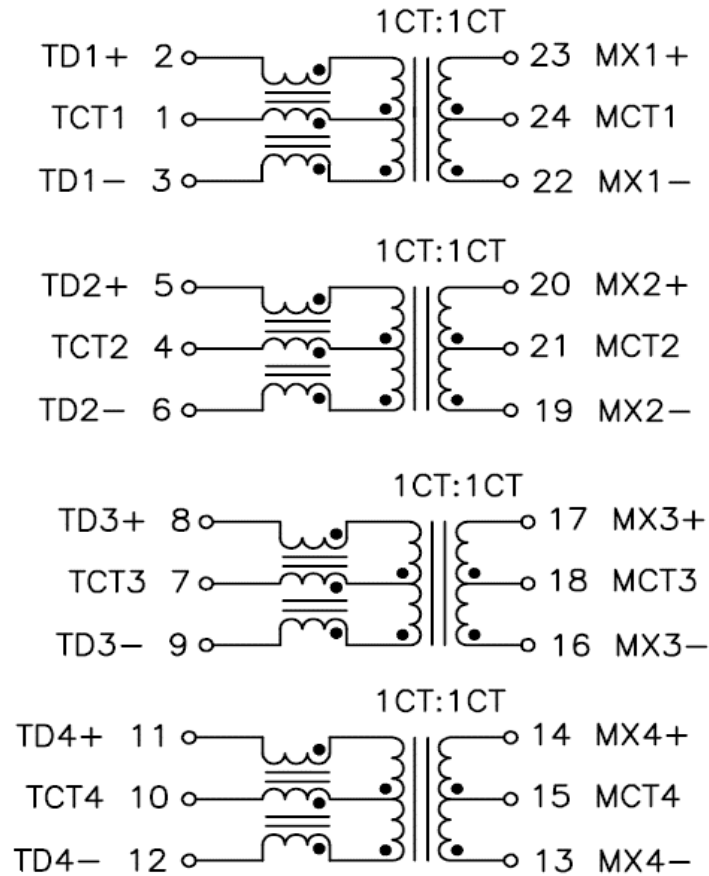 1CT:1CT
TD1+ 2 23 MX1+
TCT1 1 24 MCT1
TD1− 3 22 MX1−
1CT:1CT
TD2+ 5 20 MX2+
TCT2 4 21 MCT2
TD2− 6 19 MX2−
1CT:1CT
TD3+ 8 17 MX3+
TCT3 7 18 MCT3
TD3− 9 16 MX3−
1CT:1CT
TD4+ 11 14 MX4+
TCT4 10 15 MCT4
TD4− 12 13 MX4−